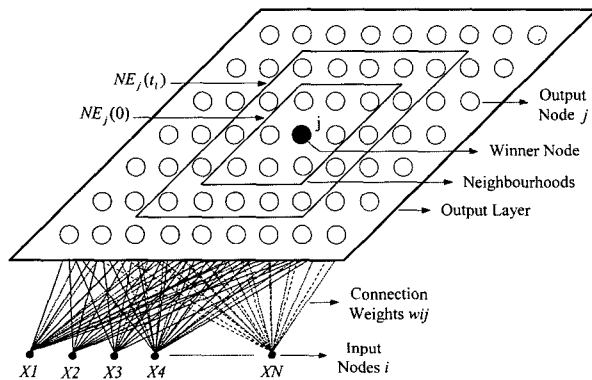 NE_j(t_1)
NE_j(0)
j
Output
Node j
Winner Node
Neighbourhoods
Output Layer
Connection
Weights wij
Input
Nodes i
X1 X2 X3 X4 XN